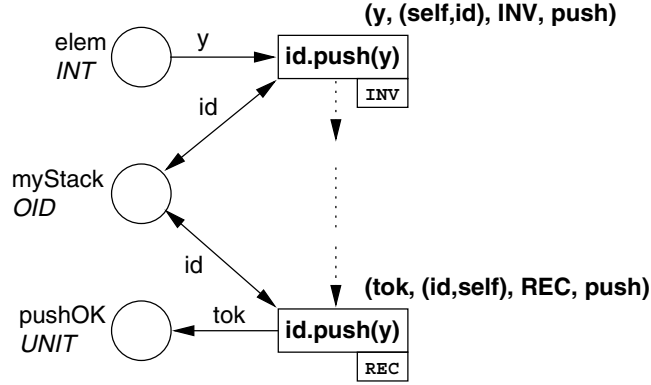 (y, (self,id), INV, push)
elem
INT
y
id.push(y)
INV
id
myStack
OID
id
(tok, (id,self), REC, push)
pushOK
UNIT
tok
id.push(y)
REC